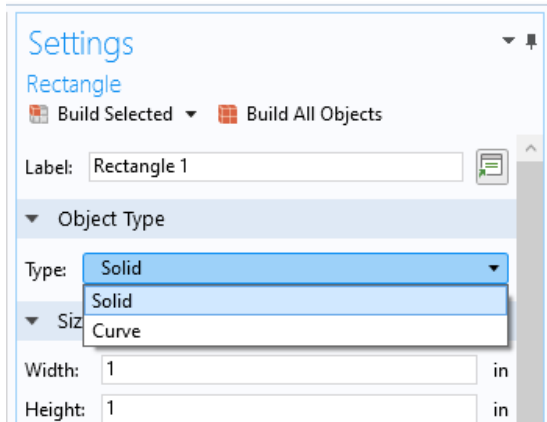 Settings
Rectangle
Build Selected Build All Objects
Label: Rectangle 1
Object Type
Type: Solid
Solid
Siz
Curve
Width: 1 in
Height: 1 in